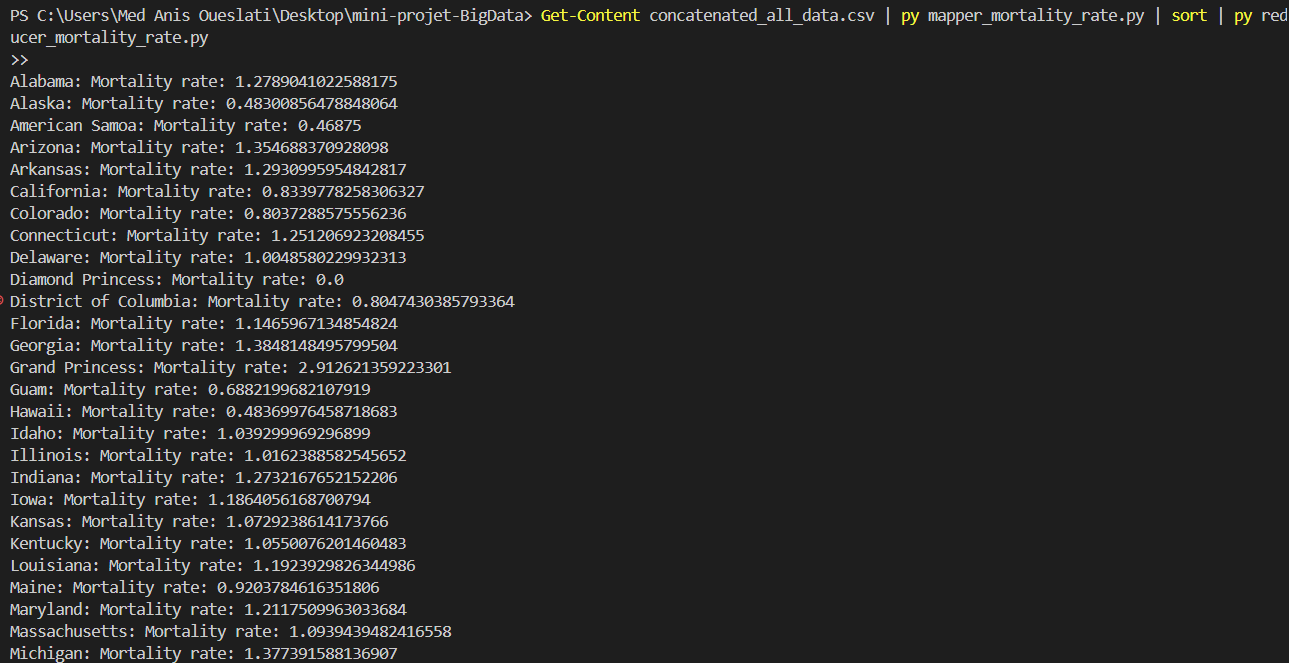 PS C:\Users\Med Anis Oueslati\Desktop\mini-projet-BigData> Get-Content concatenated_all_data.csv | py mapper_mortality_rate.py | sort | py red
ucer_mortality_rate.py
>>
Alabama: Mortality rate: 1.2789041022588175
Alaska: Mortality rate: 0.48300856478848064
American Samoa: Mortality rate: 0.46875
Arizona: Mortality rate: 1.354688370928098
Arkansas: Mortality rate: 1.2930995954842817
California: Mortality rate: 0.8339778258306327
Colorado: Mortality rate: 0.8037288575556236
Connecticut: Mortality rate: 1.251206923208455
Delaware: Mortality rate: 1.0048580229932313
Diamond Princess: Mortality rate: 0.0
District of Columbia: Mortality rate: 0.8047430385793364
Florida: Mortality rate: 1.1465967134854824
Georgia: Mortality rate: 1.3848148495799504
Grand Princess: Mortality rate: 2.912621359223301
Guam: Mortality rate: 0.6882199682107919
Hawaii: Mortality rate: 0.48369976458718683
Idaho: Mortality rate: 1.039299969296899
Illinois: Mortality rate: 1.0162388582545652
Indiana: Mortality rate: 1.2732167652152206
Iowa: Mortality rate: 1.1864056168700794
Kansas: Mortality rate: 1.0729238614173766
Kentucky: Mortality rate: 1.0550076201460483
Louisiana: Mortality rate: 1.1923929826344986
Maine: Mortality rate: 0.9203784616351806
Maryland: Mortality rate: 1.2117509963033684
Massachusetts: Mortality rate: 1.0939439482416558
Michigan: Mortality rate: 1.377391588136907